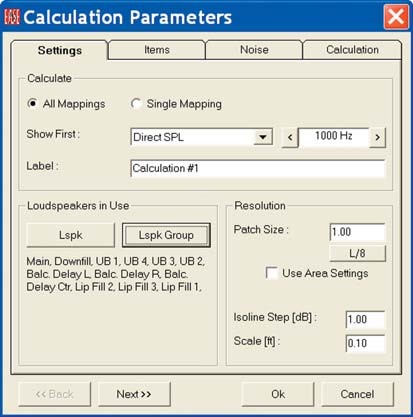 EASE Calculation Parameters
Settings Items Noise Calculation
Calculate
All Mappings Single Mapping
Show First : Direct SPL < 1000 Hz >
Label : Calculation #1
Loudspeakers in Use
Lspk Lspk Group
Main, Downfill, UB 1, UB 4, UB 3, UB 2,
Balc. Delay L, Balc. Delay R, Balc.
Delay Ctr, Lip Fill 2, Lip Fill 3, Lip Fill 1,
Resolution
Patch Size : 1.00
L/8
Use Area Settings
Isoline Step [dB] : 1.00
Scale [ft] : 0.10
<< Back Next >> Ok Cancel